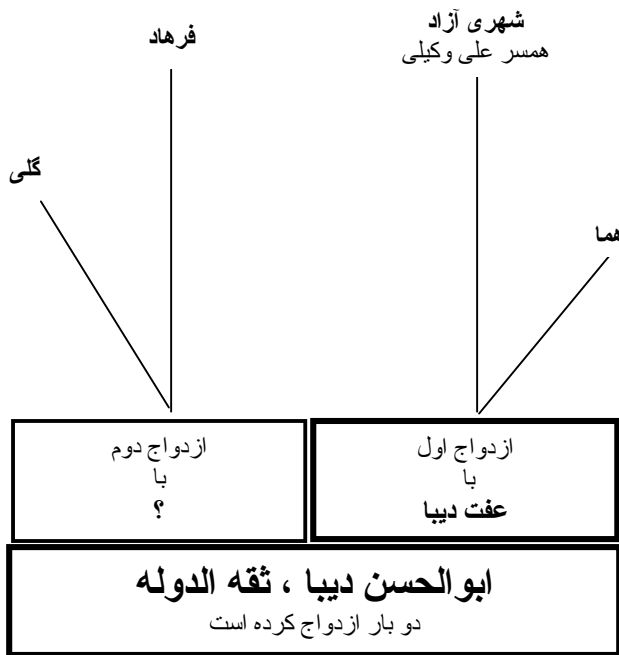 شهری آزاد
همسر علی وکیلی
فرهاد
گلی
هما
ازدواج اول
با
عفت دیبا
ازدواج دوم
با
؟
ابوالحسن دیبا ، ثقه الدوله
دو بار ازدواج کرده است